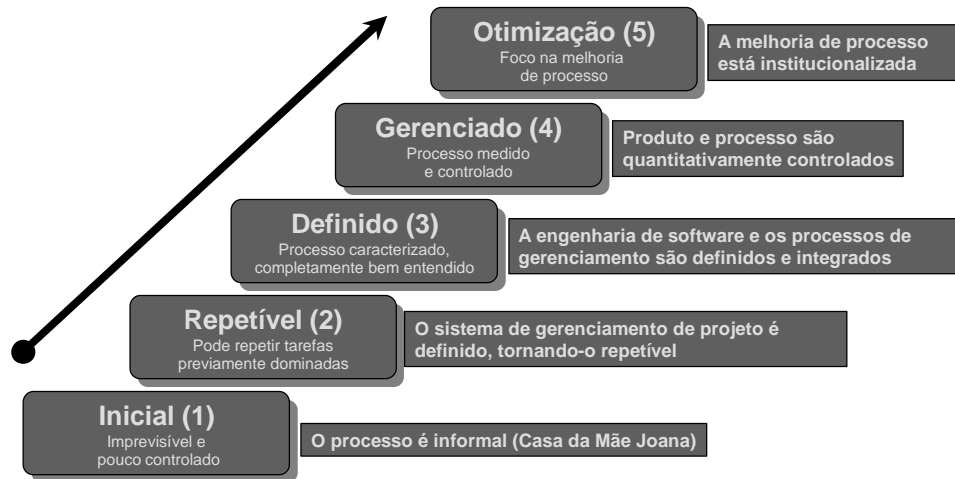 Otimização (5)
Foco na melhoria
de processo
A melhoria de processo
está institucionalizada
Gerenciado (4)
Processo medido
e controlado
Produto e processo são
quantitativamente controlados
Definido (3)
Processo caracterizado,
completamente bem entendido
A engenharia de software e os processos de
gerenciamento são definidos e integrados
Repetível (2)
Pode repetir tarefas
previamente dominadas
O sistema de gerenciamento de projeto é
definido, tornando-o repetível
Inicial (1)
Imprevisível e
pouco controlado
O processo é informal (Casa da Mãe Joana)